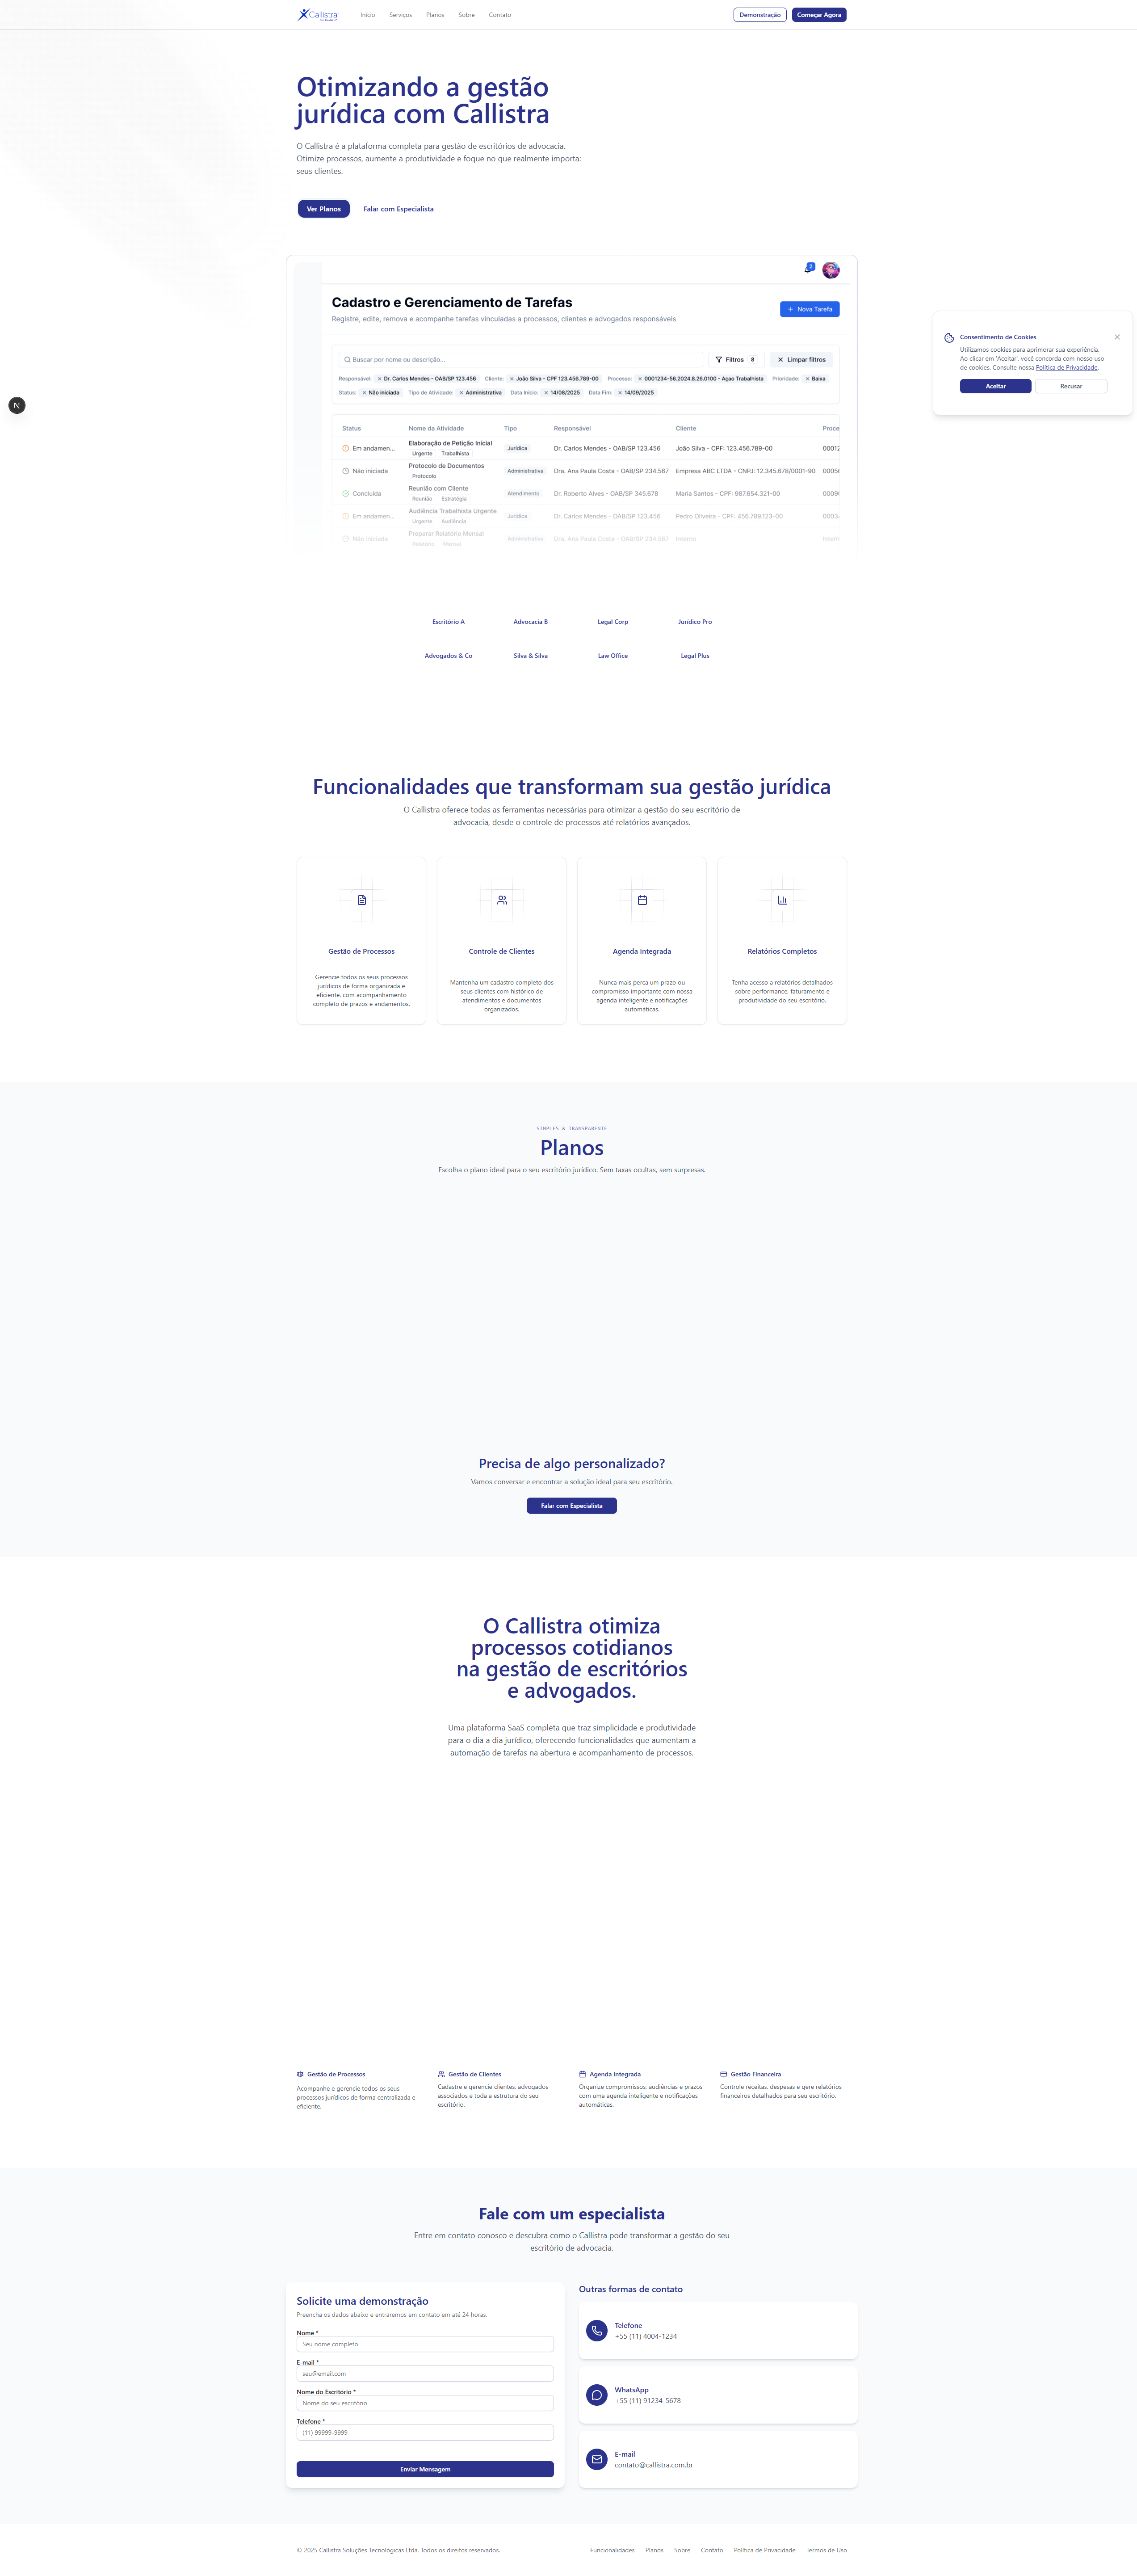 Callistra
Início
Serviços
Planos
Sobre
Contato
Demonstração
Começar Agora
Otimizando a gestão
jurídica com Callistra
O Callistra é a plataforma completa para gestão de escritórios de advocacia.
Otimize processos, aumente a produtividade e foque no que realmente importa:
seus clientes.
Ver Planos
Falar com Especialista
Cadastro e Gerenciamento de Tarefas
Registre, edite, remova e acompanhe tarefas vinculadas a processos, clientes e advogados responsáveis
Nova Tarefa
Buscar por nome ou descrição...
Filtros 8
Limpar filtros
Responsável: Dr. Carlos Mendes - OAB/SP 123.456 Cliente: João Silva - CPF 123.456.789-00 Processo: 0001234-56.2024.8.26.0100 - Açao Trabalhista Prioridade: Baixa
Status: Não iniciada Tipo de Atividade: Administrativa Data Início: 14/08/2025 Data Fim: 14/09/2025
Status Nome da Atividade Tipo Responsável Cliente Proce
Em andamen... Elaboração de Petição Inicial Jurídica Dr. Carlos Mendes - OAB/SP 123.456 João Silva - CPF: 123.456.789-00 00012
Urgente Trabalhista
Não iniciada Protocolo de Documentos Administrativa Dra. Ana Paula Costa - OAB/SP 234.567 Empresa ABC LTDA - CNPJ: 12.345.678/0001-90
Protocolo
Concluída Reunião com Cliente Atendimento Dr. Roberto Alves - OAB/SP 345.678 Maria Santos - CPF: 987.654.321-00
Reunião Estratégia
Em andamen... Audiência Trabalhista Urgente Jurídica Dr. Carlos Mendes - OAB/SP 123.456 Pedro Oliveira - CPF: 456.789.123-00
Urgente Audiência
Não iniciada Preparar Relatório Mensal Administrativa Dra. Ana Paula Costa - OAB/SP 234.567 Interno
Relatório Mensal
N
Consentimento de Cookies
Utilizamos cookies para aprimorar sua experiência.
Ao clicar em 'Aceitar', você concorda com nosso uso
de cookies. Consulte nossa Política de Privacidade.
Aceitar
Recusar
Escritório A
Advocacia B
Legal Corp
Jurídico Pro
Advogados & Co
Silva & Silva
Law Office
Legal Plus
Funcionalidades que transformam sua gestão jurídica
O Callistra oferece todas as ferramentas necessárias para otimizar a gestão do seu escritório de
advocacia, desde o controle de processos até relatórios avançados.
Gestão de Processos
Gerencie todos os seus processos
jurídicos de forma organizada e
eficiente, com acompanhamento
completo de prazos e andamentos.
Controle de Clientes
Mantenha um cadastro completo dos
seus clientes com histórico de
atendimentos e documentos
organizados.
Agenda Integrada
Nunca mais perca um prazo ou
compromisso importante com nossa
agenda inteligente e notificações
automáticas.
Relatórios Completos
Tenha acesso a relatórios detalhados
sobre performance, faturamento e
produtividade do seu escritório.
SIMPLES & TRANSPARENTE
Planos
Escolha o plano ideal para o seu escritório jurídico. Sem taxas ocultas, sem surpresas.
Precisa de algo personalizado?
Vamos conversar e encontrar a solução ideal para seu escritório.
Falar com Especialista
O Callistra otimiza
processos cotidianos
na gestão de escritórios
e advogados.
Uma plataforma SaaS completa que traz simplicidade e produtividade
para o dia a dia jurídico, oferecendo funcionalidades que aumentam a
automação de tarefas na abertura e acompanhamento de processos.
Gestão de Processos
Acompanhe e gerencie todos os seus
processos jurídicos de forma centralizada e
eficiente.
Gestão de Clientes
Cadastre e gerencie clientes, advogados
associados e toda a estrutura do seu
escritório.
Agenda Integrada
Organize compromissos, audiências e prazos
com uma agenda inteligente e notificações
automáticas.
Gestão Financeira
Controle receitas, despesas e gere relatórios
financeiros detalhados para seu escritório.
Fale com um especialista
Entre em contato conosco e descubra como o Callistra pode transformar a gestão do seu
escritório de advocacia.
Solicite uma demonstração
Preencha os dados abaixo e entraremos em contato em até 24 horas.
Nome *
Seu nome completo
E-mail *
seu@email.com
Nome do Escritório *
Nome do seu escritório
Telefone *
(11) 99999-9999
Enviar Mensagem
Outras formas de contato
Telefone
+55 (11) 4004-1234
WhatsApp
+55 (11) 91234-5678
E-mail
contato@callistra.com.br
© 2025 Callistra Soluções Tecnológicas Ltda. Todos os direitos reservados.
Funcionalidades
Planos
Sobre
Contato
Política de Privacidade
Termos de Uso